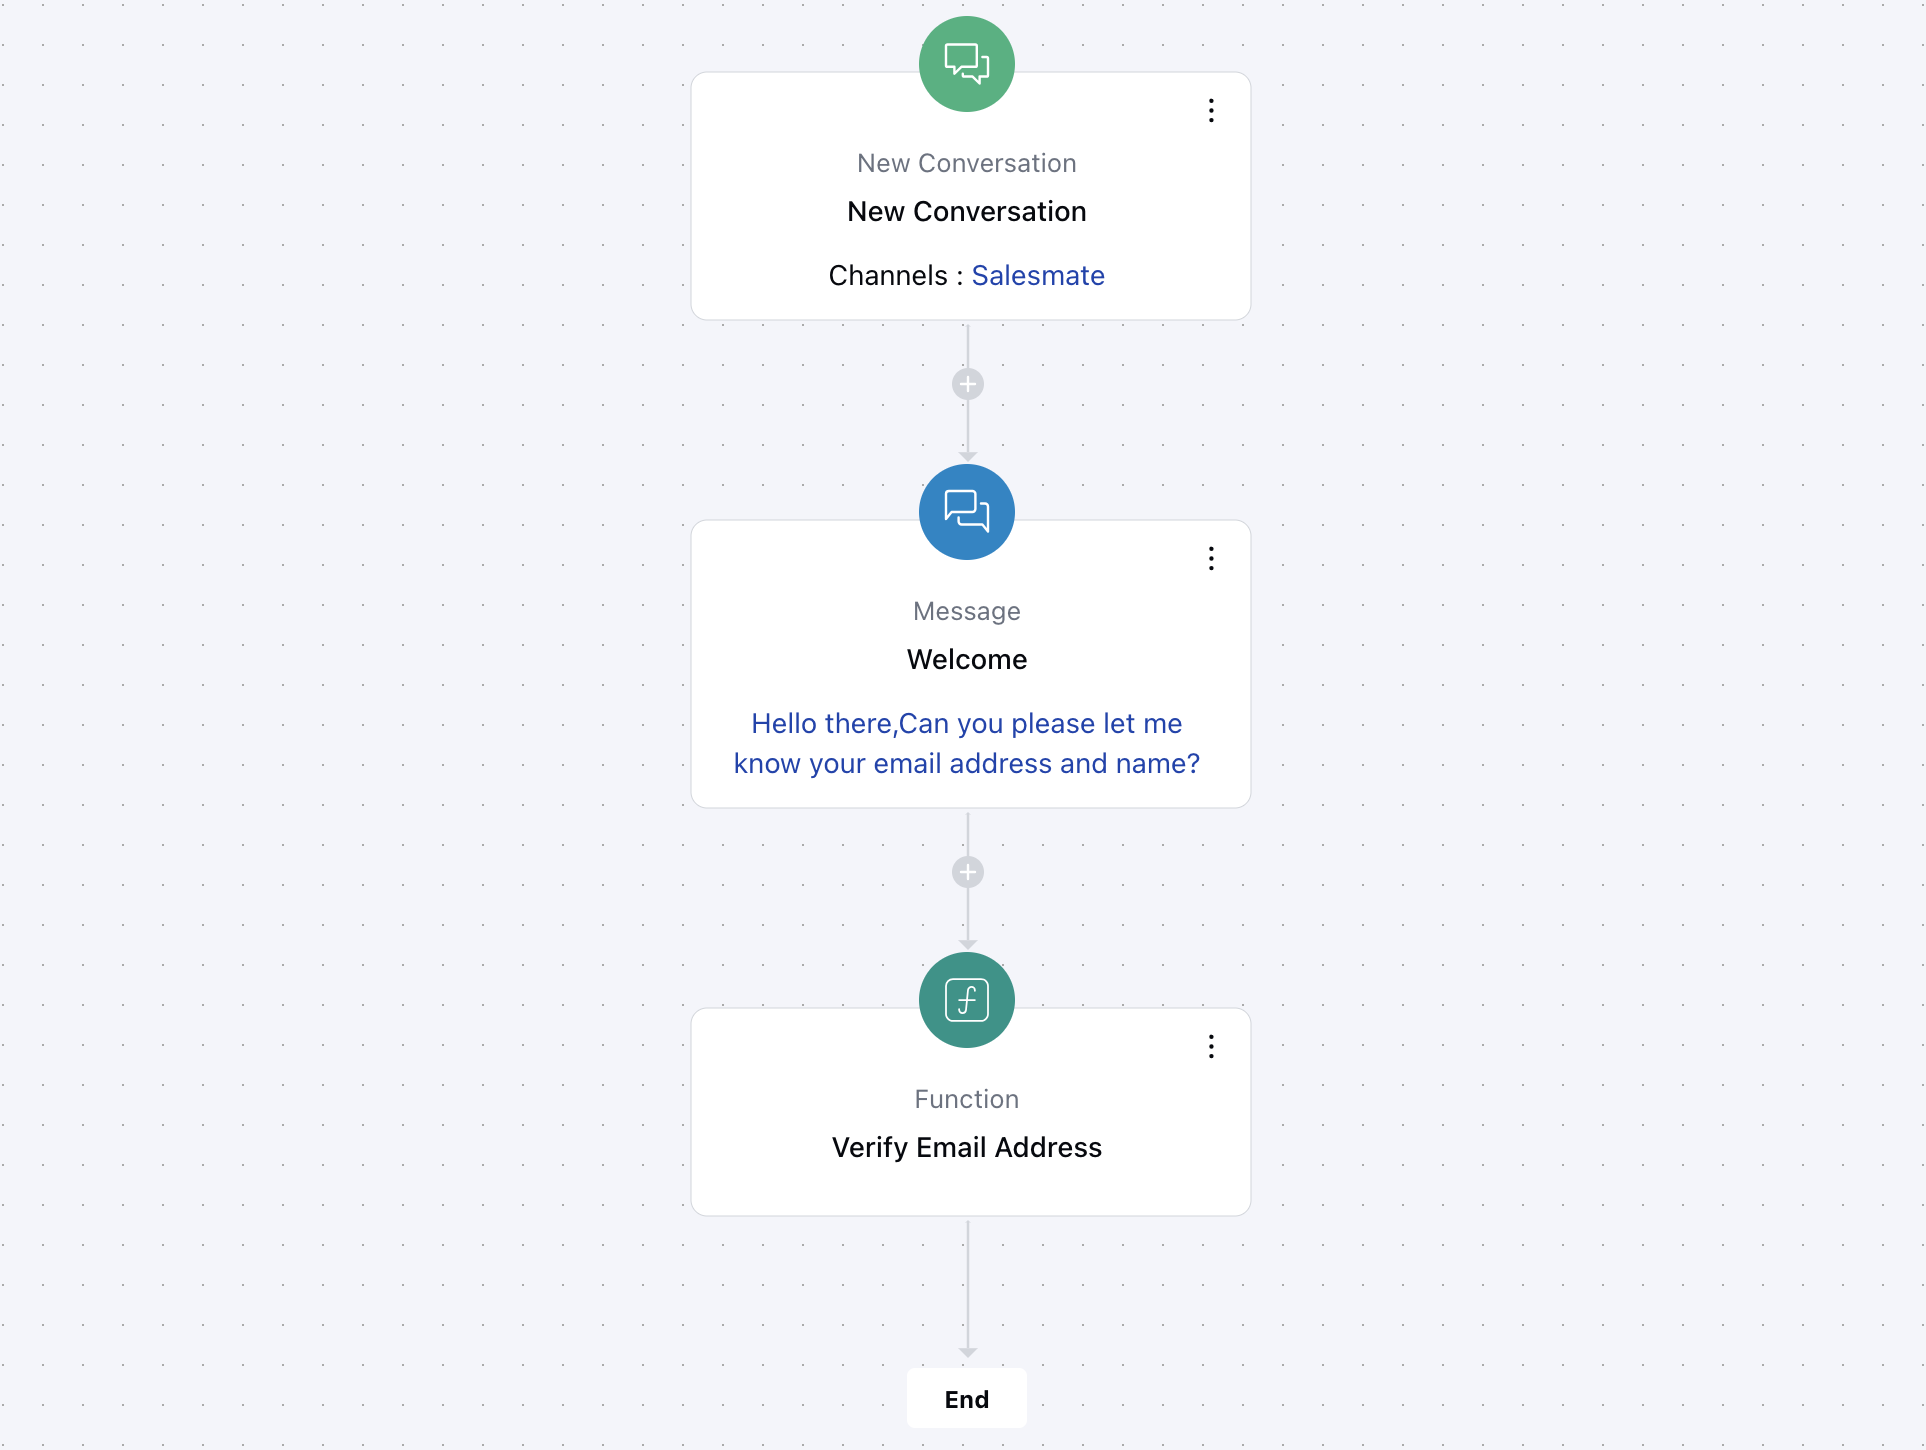 New Conversation
New Conversation
Channels : Salesmate
Message
Welcome
Hello there,Can you please let me
know your email address and name?
Function
Verify Email Address
End